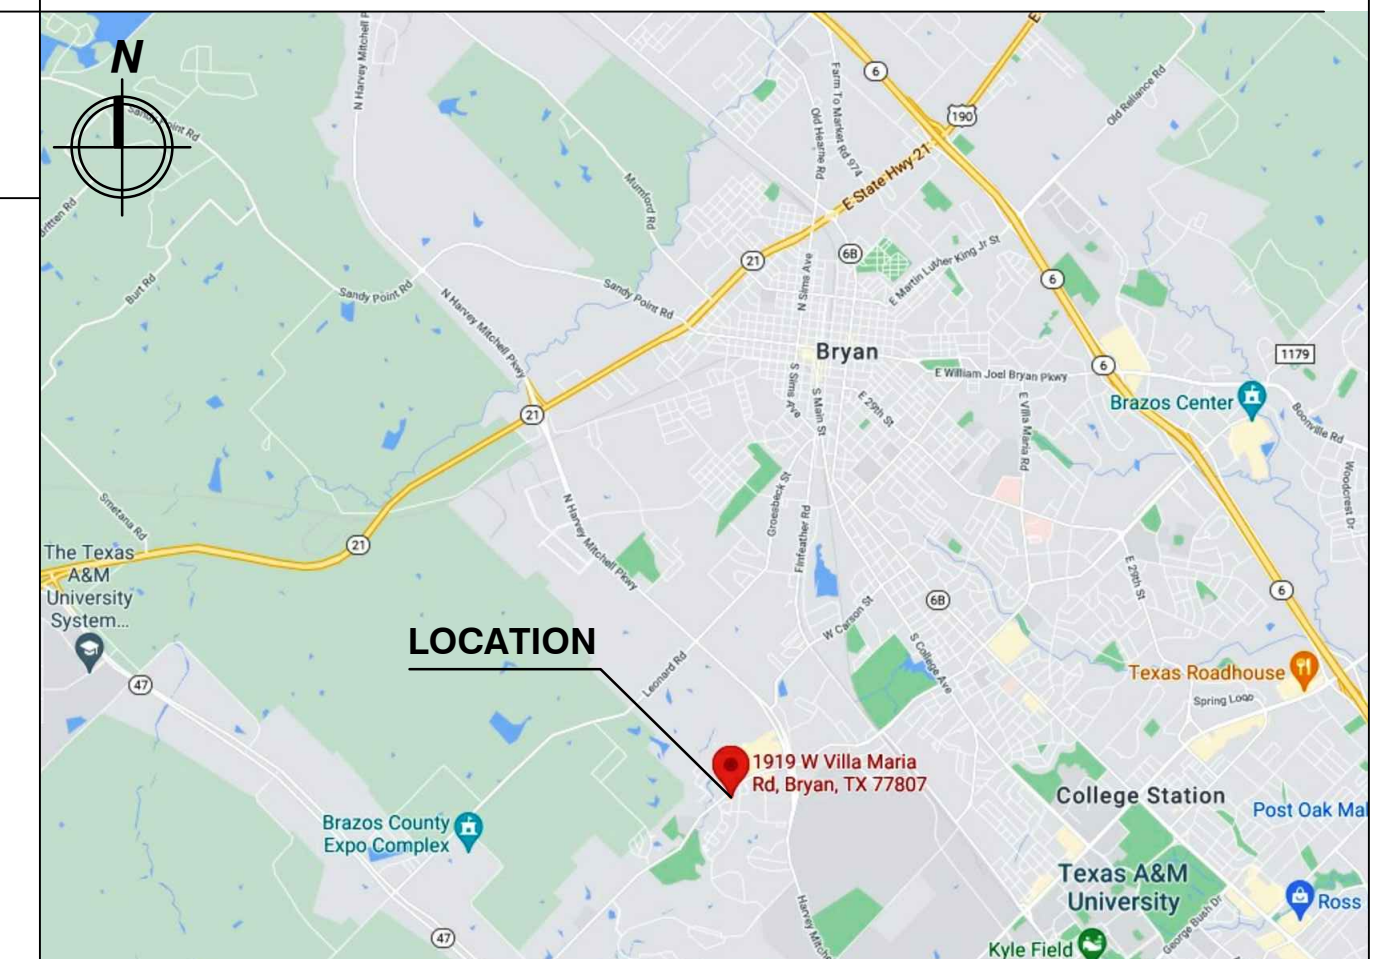 N
N Harvey Mitchell P
Sandy Point Rd
6
E
190
Old Reliance Rd
Farm To Market Rd 974
Old Hearne Rd
E State Hwy 21
Mumford Rd
Burt Rd
Sandy Point Rd
N Harvey Mitchell Pkwy
Sandy Point Rd
21
6B
N Sims Ave
E Martin Luther King Jr St
6
Bryan
1179
6
E William Joel Bryan Pkwy
Brazos Center
Boonville Rd
S Sims Ave
S Main St
E 29th St
E Villa Maria Rd
21
Woodcrest Dr
Smetana Rd
N Harvey Mitchell Pkwy
Groesbeck St
Finfeather Rd
21
The Texas
A&M
University
System...
E 29th St
6
6B
W Carson St
S College Ave
LOCATION
Leonard Rd
47
Texas Roadhouse
Spring Loop
1919 W Villa Maria
Rd, Bryan, TX 77807
College Station
Post Oak Mal
Brazos County
Expo Complex
Texas A&M
University
Ross
George Bush Dr
Harvey Mitche
47
Kyle Field